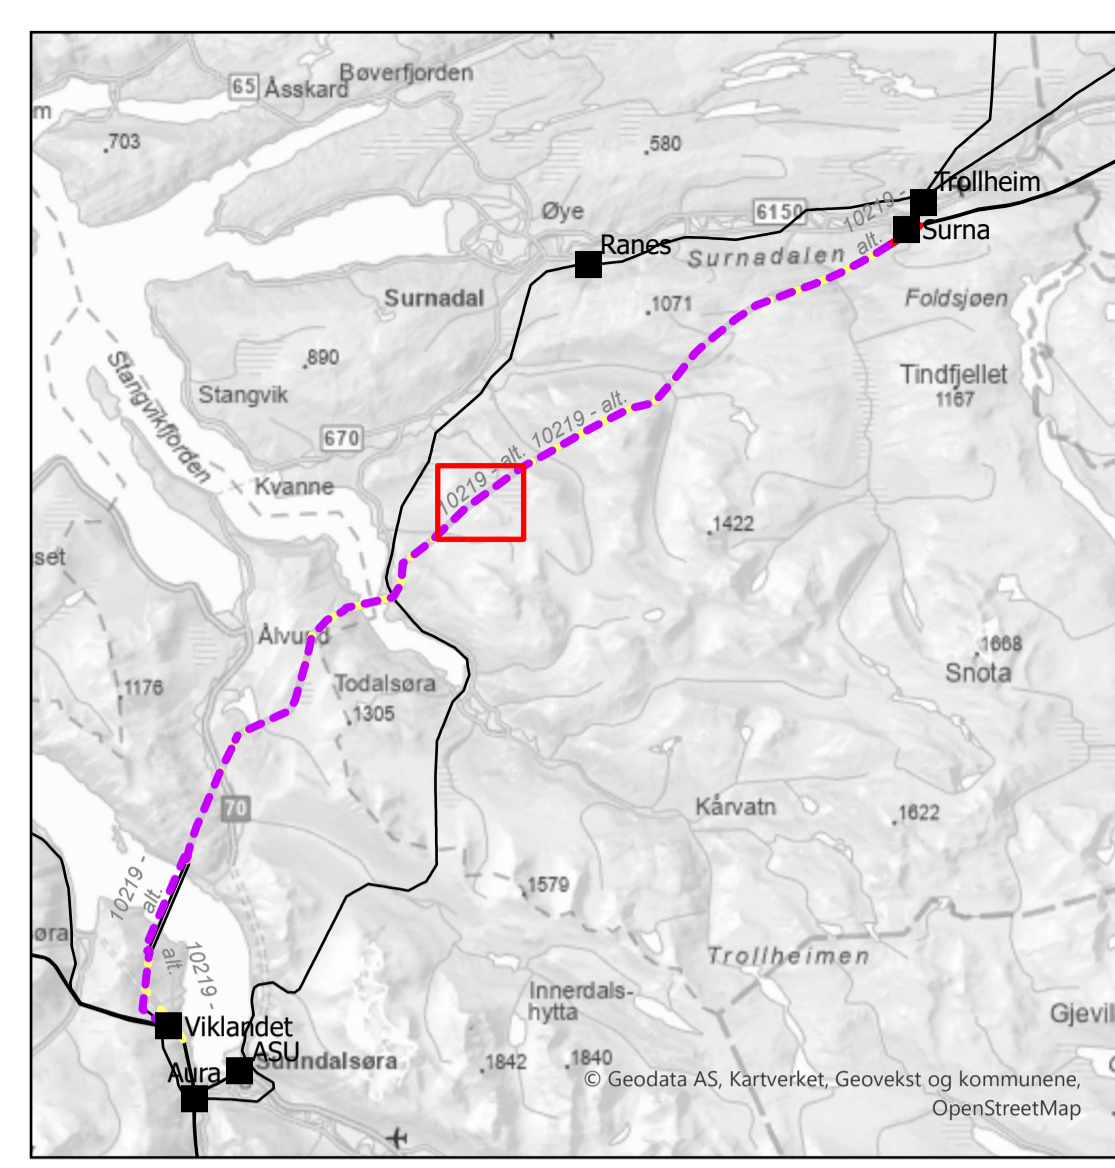 Bøverfjorden
65 Åsskard
m
703
580
Trollheim
10219 -
alt.
Øye
6150
Surna
Ranes
Surnadalen
Surnadal
1071
Foldsjøen
890
Stangvikfjorden
Tindfjellet
1167
Stangvik
10219 - alt.
670
10219 - alt.
Kvanne
1422
set
Ålvund
1668
Snota
1176
Todalsøra
1305
70
Kårvatn
1622
10219 -
alt.
1579
øra
10219 -
alt.
Trollheimen
Innerdals-
hytta
Gjevil
Viklandet
ASU
Sunndalsøra
Aura
1842
1840
© Geodata AS, Kartverket, Geovekst og kommunene,
OpenStreetMap